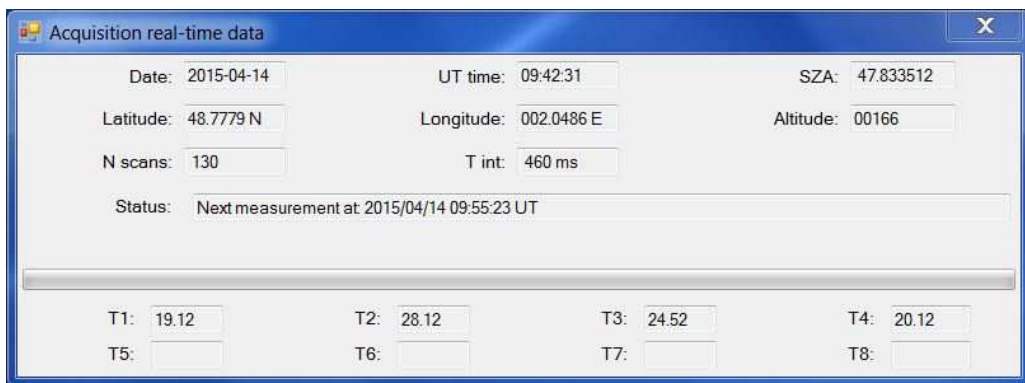 Acquisition real-time data X
Date: 2015-04-14 UT time: 09:42:31 SZA: 47.833512
Latitude: 48.7779 N Longitude: 002.0486 E Altitude: 00166
N scans: 130 T int: 460 ms
Status: Next measurement at: 2015/04/14 09:55:23 UT
T1: 19.12 T2: 28.12 T3: 24.52 T4: 20.12
T5: T6: T7: T8: